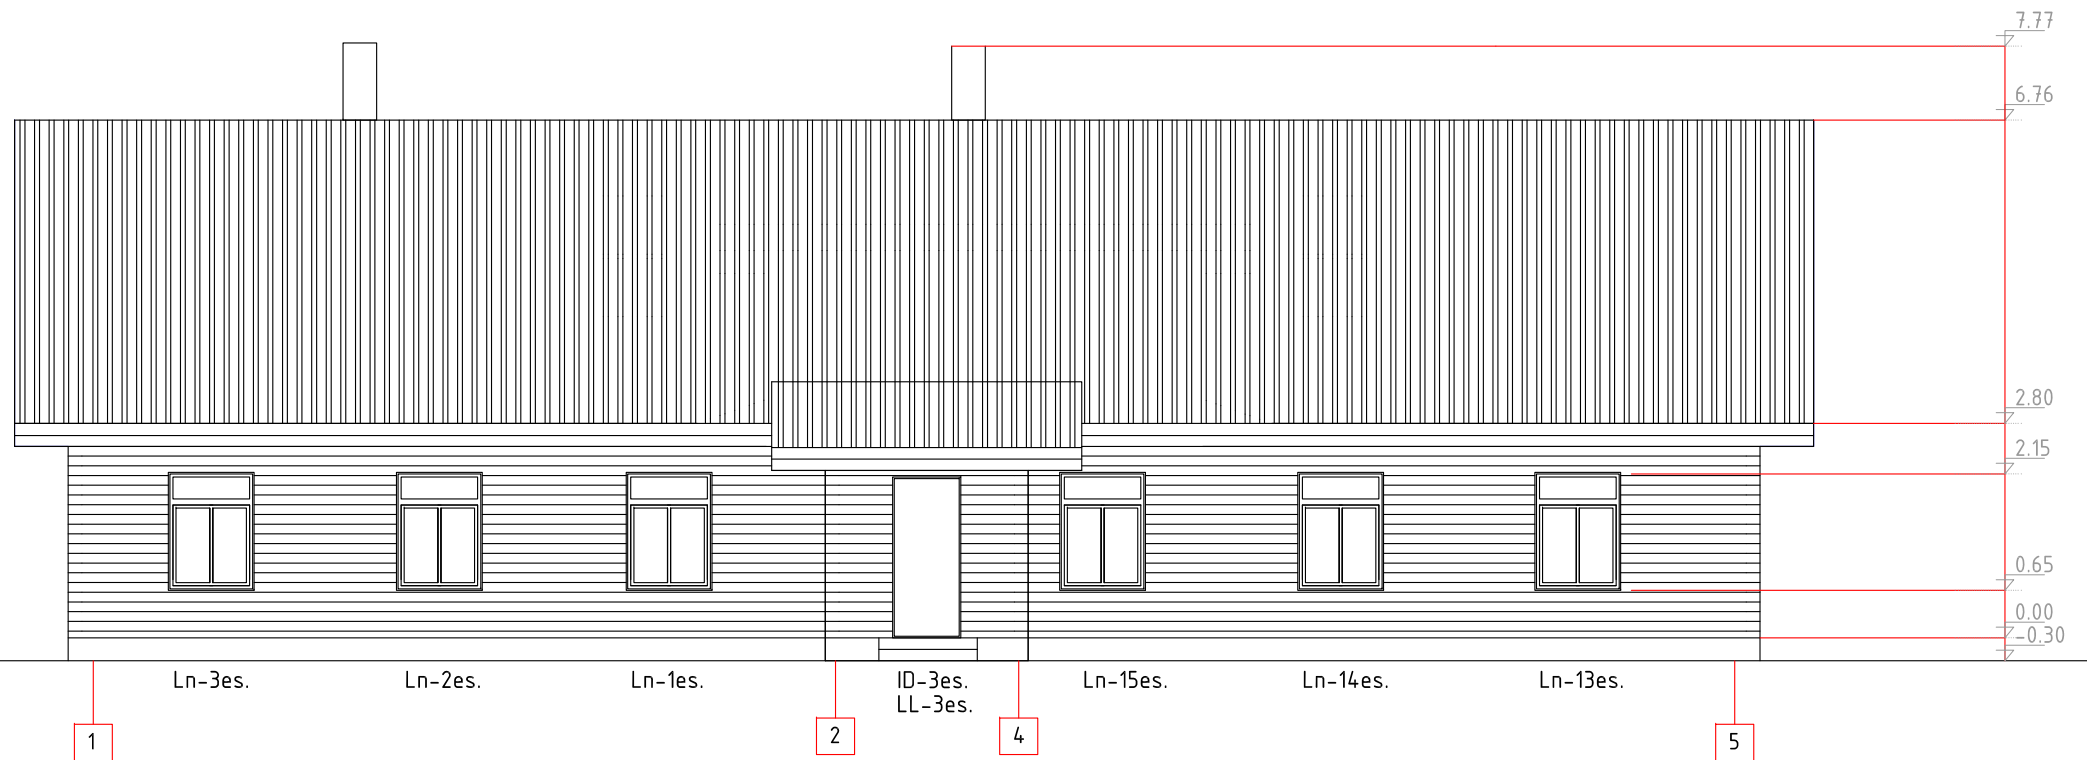 7.77
6.76
2.80
2.15
0.65
0.00
-0.30
Ln-3es.
Ln-2es.
Ln-1es.
ID-3es.
LL-3es.
Ln-15es.
Ln-14es.
Ln-13es.
1
2
4
5